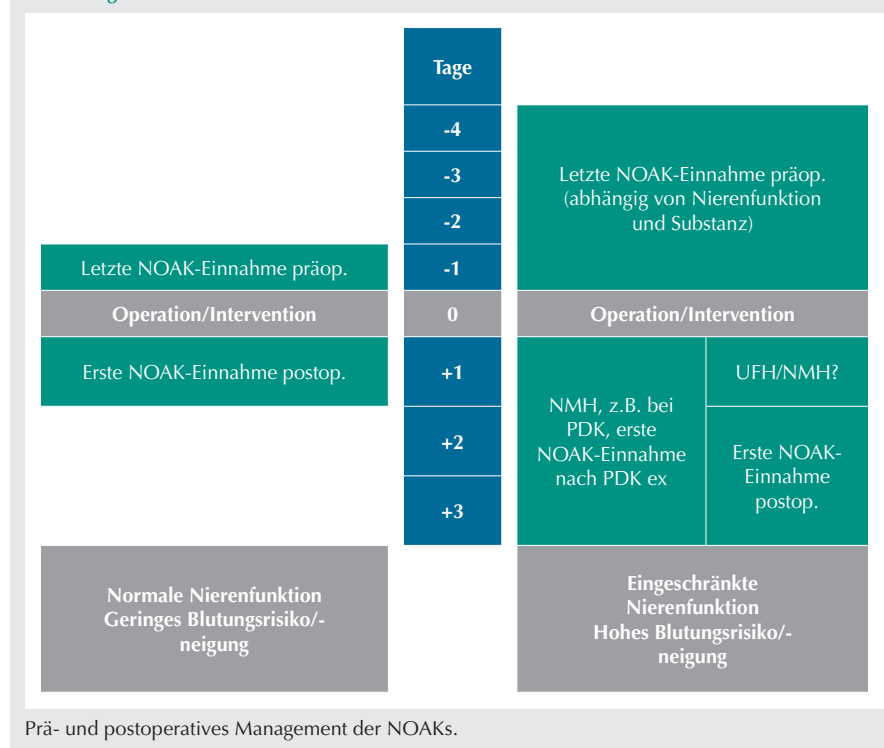 Tage
-4
-3
-2
-1
0
+1
+2
+3
Letzte NOAK-Einnahme präop.
Operation/Intervention
Erste NOAK-Einnahme postop.
Normale Nierenfunktion
Geringes Blutungsrisiko/-
neigung
Letzte NOAK-Einnahme präop.
(abhängig von Nierenfunktion
und Substanz)
Operation/Intervention
NMH, z.B. bei
PDK, erste
NOAK-Einnahme
nach PDK ex
UFH/NMH?
Erste NOAK-
Einnahme
postop.
Eingeschränkte
Nierenfunktion
Hohes Blutungsrisiko/-
neigung
Prä- und postoperatives Management der NOAKs.